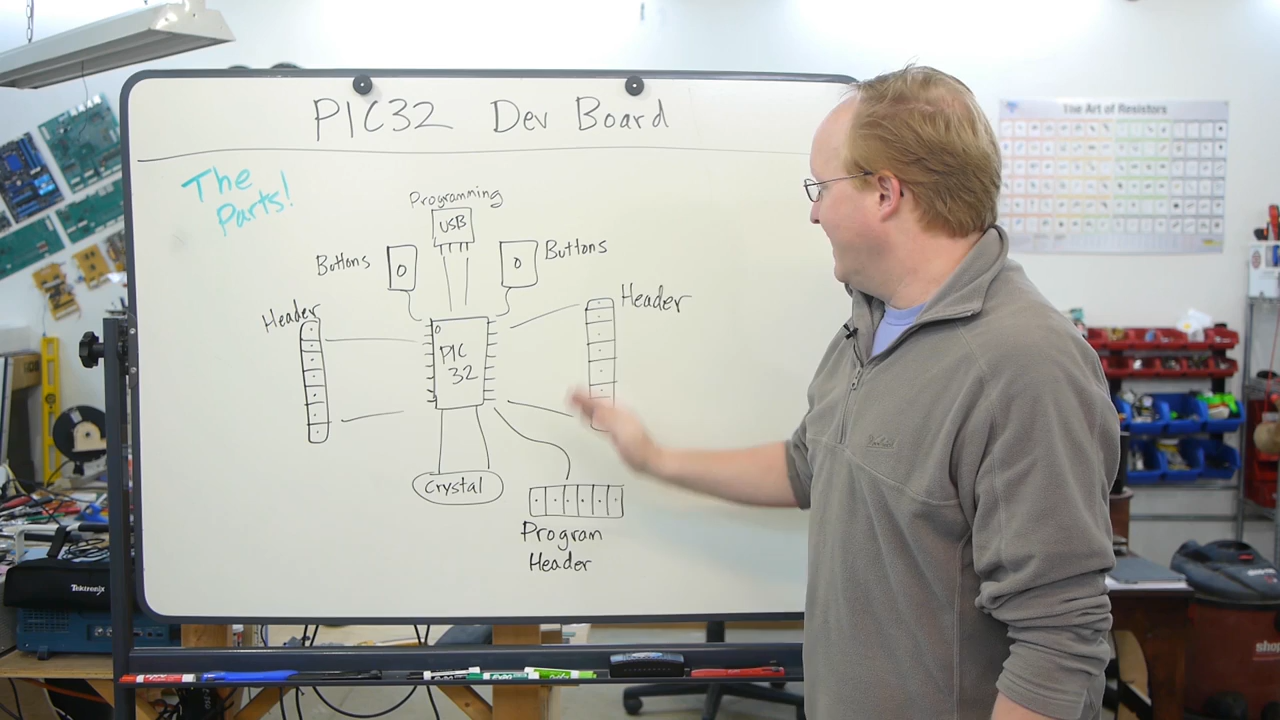 PIC32 Dev Board
The Parts!
Programming
USB
Buttons
Buttons
Header
Header
PIC
32
Crystal
Program
Header
The Art of Resistors
Tektronix
shop